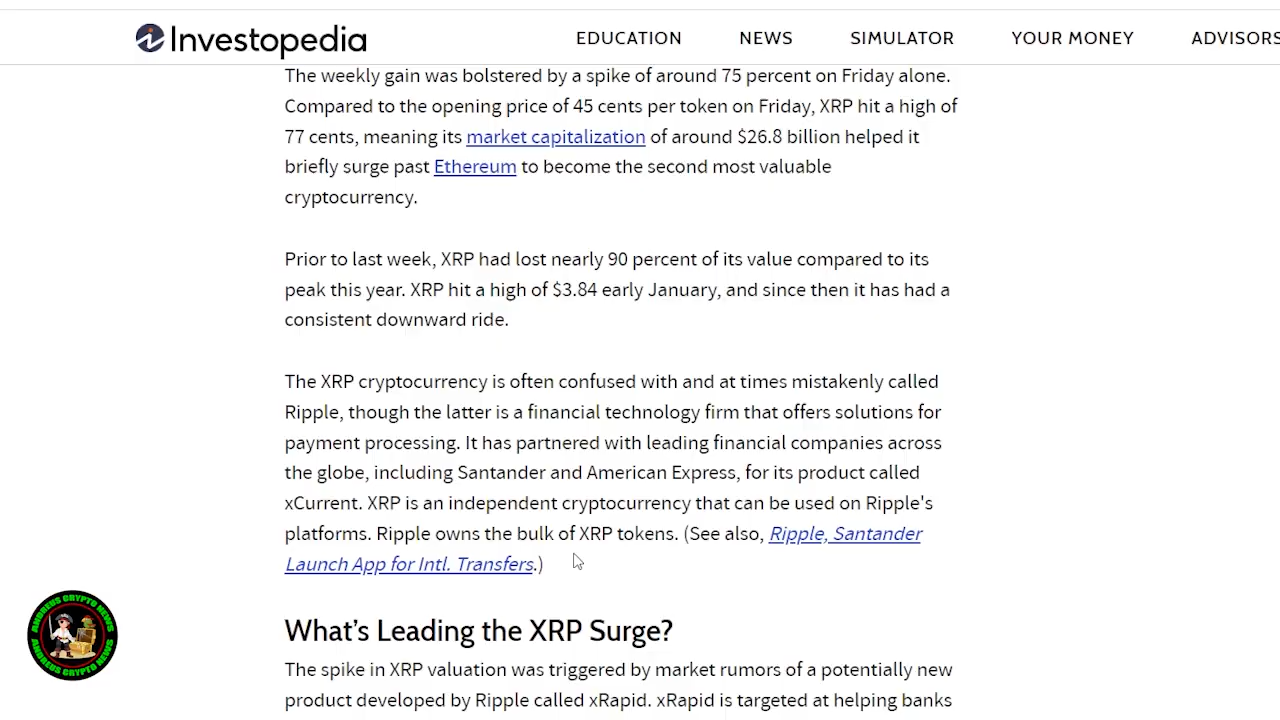 Investopedia
EDUCATION NEWS SIMULATOR YOUR MONEY ADVISORS
The weekly gain was bolstered by a spike of around 75 percent on Friday alone.
Compared to the opening price of 45 cents per token on Friday, XRP hit a high of
77 cents, meaning its market capitalization of around $26.8 billion helped it
briefly surge past Ethereum to become the second most valuable
cryptocurrency.
Prior to last week, XRP had lost nearly 90 percent of its value compared to its
peak this year. XRP hit a high of $3.84 early January, and since then it has had a
consistent downward ride.
The XRP cryptocurrency is often confused with and at times mistakenly called
Ripple, though the latter is a financial technology firm that offers solutions for
payment processing. It has partnered with leading financial companies across
the globe, including Santander and American Express, for its product called
xCurrent. XRP is an independent cryptocurrency that can be used on Ripple's
platforms. Ripple owns the bulk of XRP tokens. (See also, Ripple, Santander
Launch App for Intl. Transfers.)
What’s Leading the XRP Surge?
The spike in XRP valuation was triggered by market rumors of a potentially new
product developed by Ripple called xRapid. xRapid is targeted at helping banks
ANDREUS CRYPTO NEWS
ANDREUS CRYPTO NEWS